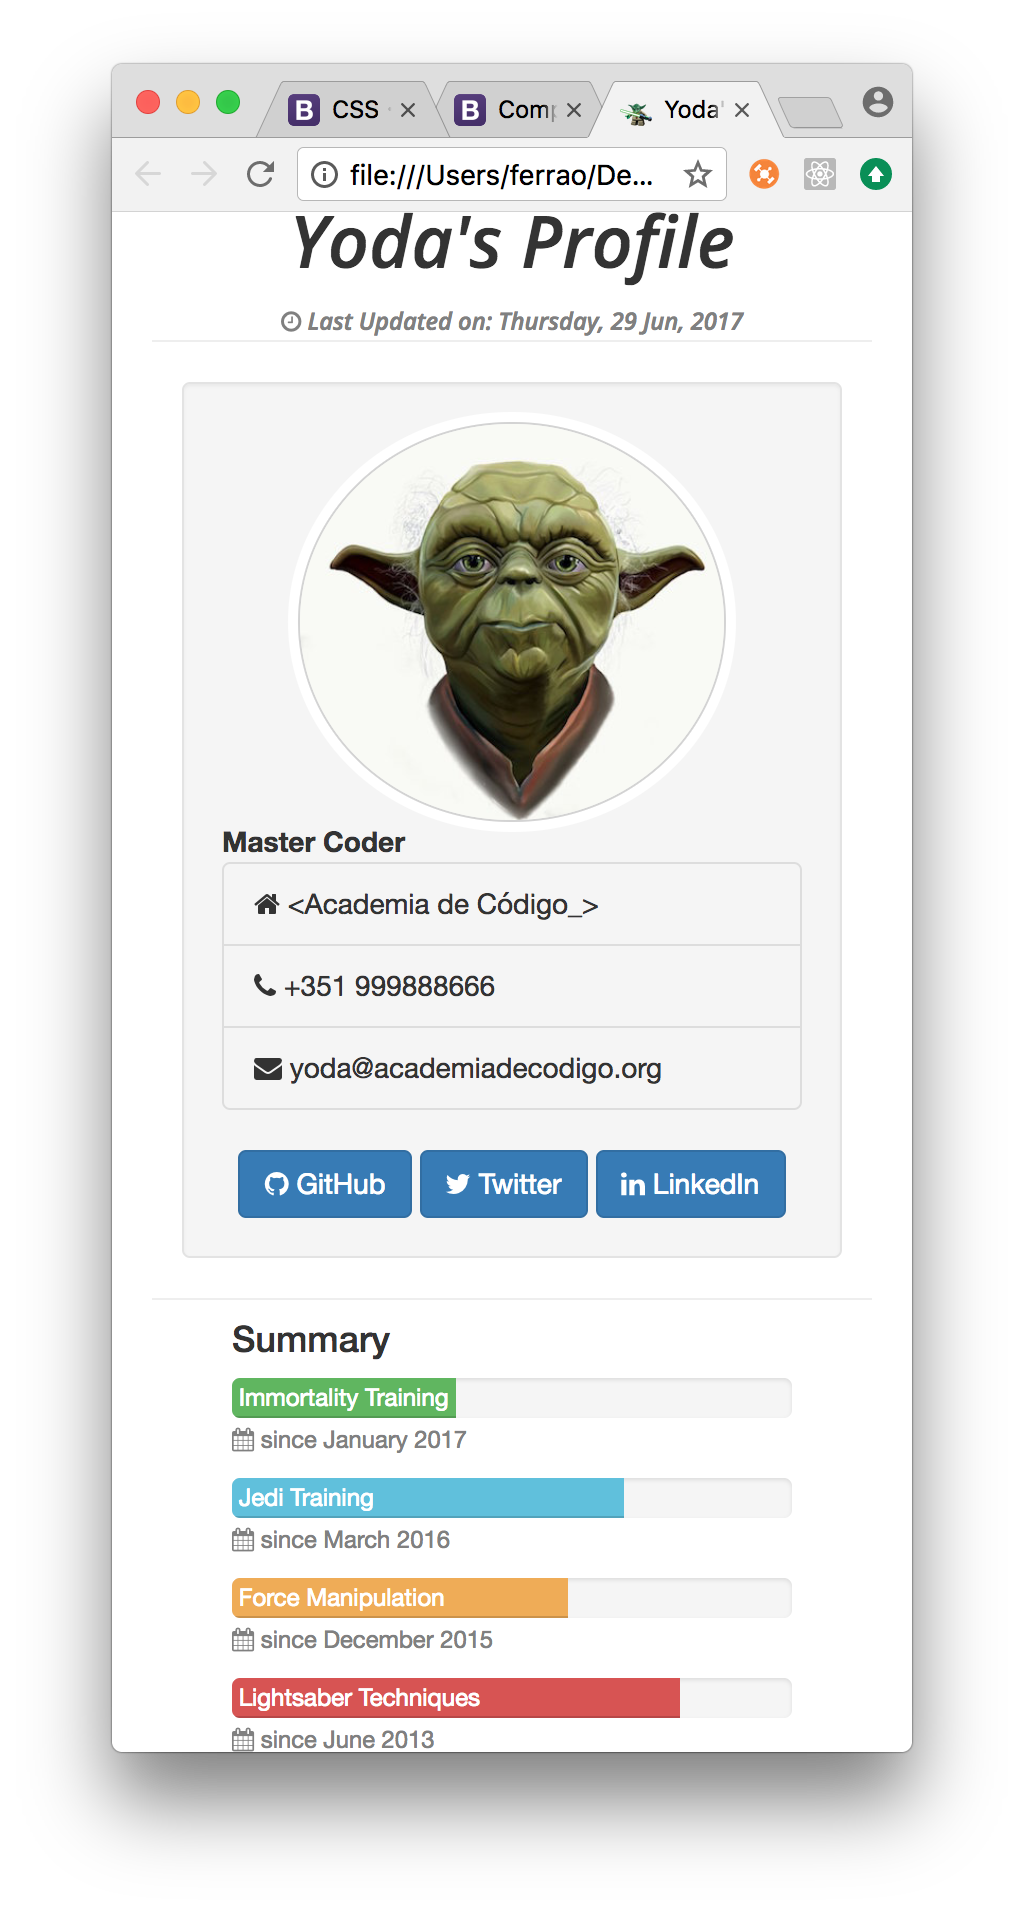 B CSS
B Comp
Yoda'
file:///Users/ferrao/De...
Yoda's Profile
Last Updated on: Thursday, 29 Jun, 2017
Master Coder
<Academia de Código_>
+351 999888666
yoda@academiadecodigo.org
GitHub
Twitter
in LinkedIn
Summary
Immortality Training
since January 2017
Jedi Training
since March 2016
Force Manipulation
since December 2015
Lightsaber Techniques
since June 2013